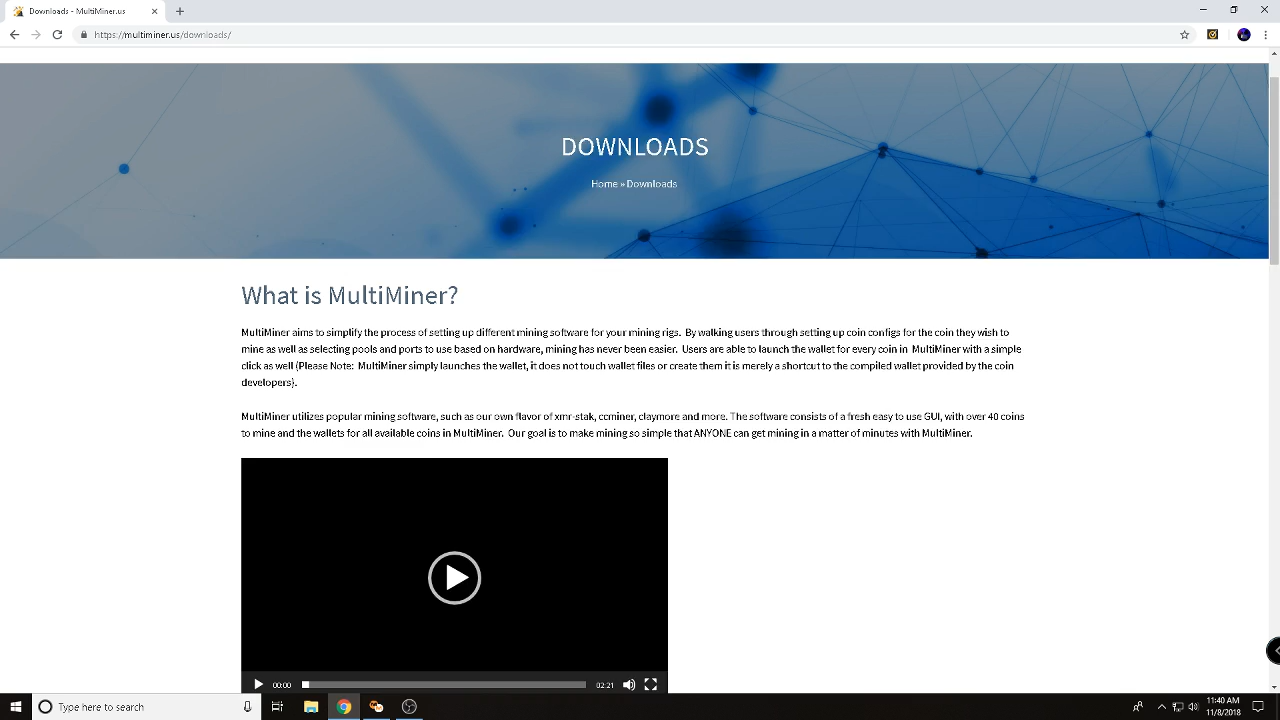 Downloads - MultiMiner.us
https://multiminer.us/downloads/
DOWNLOADS
Home » Downloads
What is MultiMiner?
MultiMiner aims to simplify the process of setting up different mining software for your mining rigs. By walking users through setting up coin configs for the coin they wish to
mine as well as selecting pools and ports to use based on hardware, mining has never been easier. Users are able to launch the wallet for every coin in MultiMiner with a simple
click as well (Please Note: MultiMiner simply launches the wallet, it does not touch wallet files or create them it is merely a shortcut to the compiled wallet provided by the coin
developers).
MultiMiner utilizes popular mining software, such as our own flavor of xmr-stak, ccminer, claymore and more. The software consists of a fresh easy to use GUI, with over 40 coins
to mine and the wallets for all available coins in MultiMiner. Our goal is to make mining so simple that ANYONE can get mining in a matter of minutes with MultiMiner.
00:00
02:21
Type here to search
11:40 AM
11/8/2018